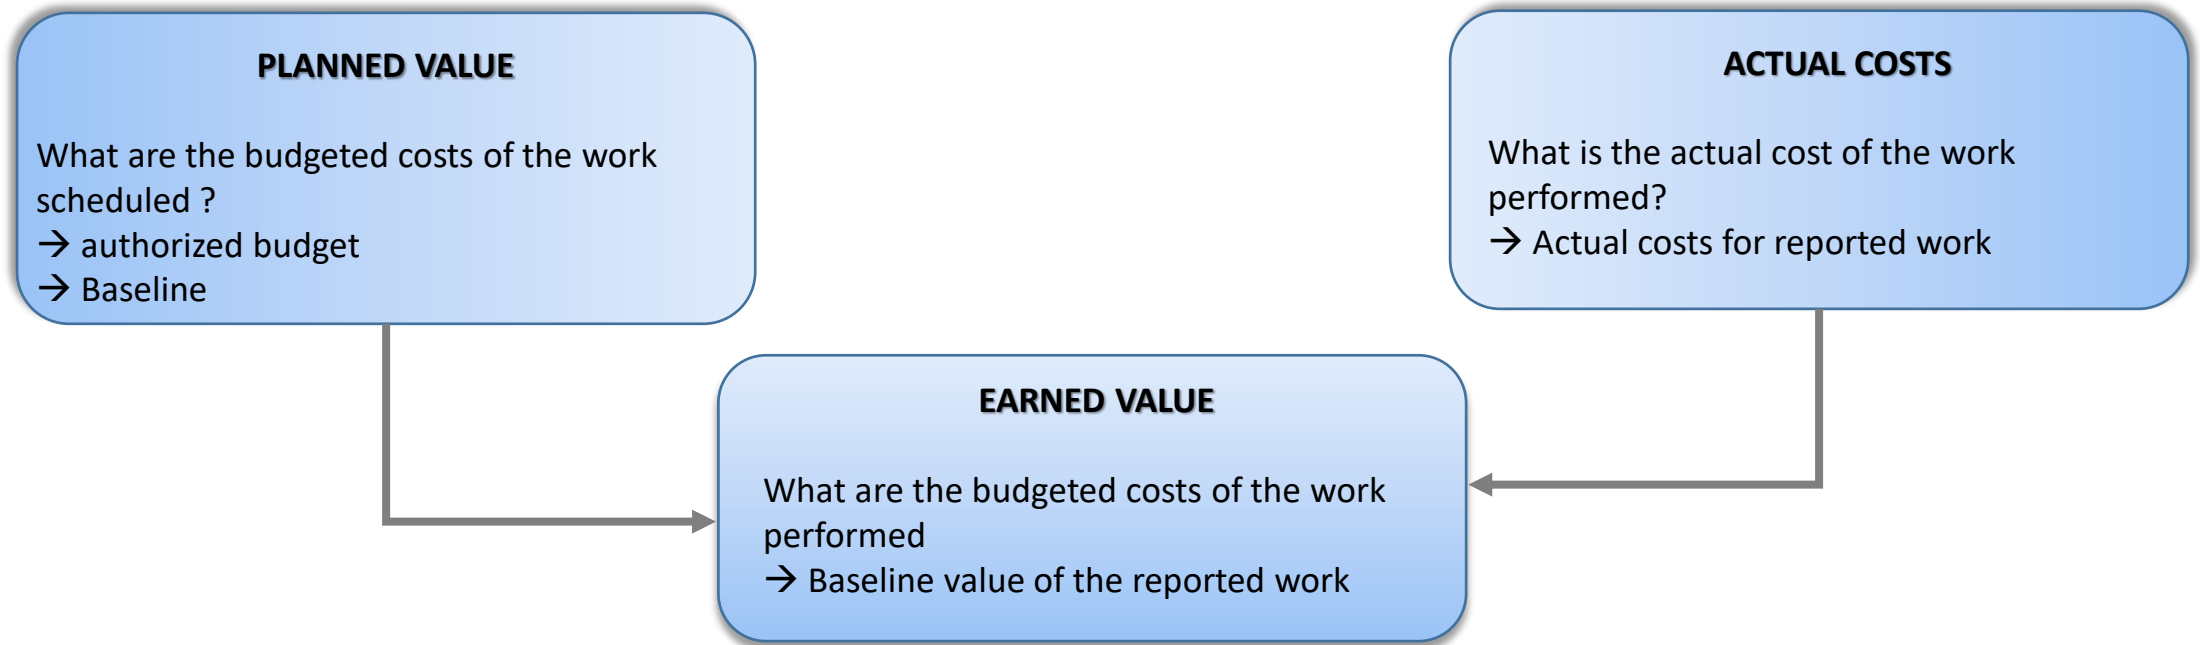 PLANNED VALUE
What are the budgeted costs of the work
scheduled ?
→ authorized budget
→ Baseline
ACTUAL COSTS
What is the actual cost of the work
performed?
→ Actual costs for reported work
EARNED VALUE
What are the budgeted costs of the work
performed
→ Baseline value of the reported work